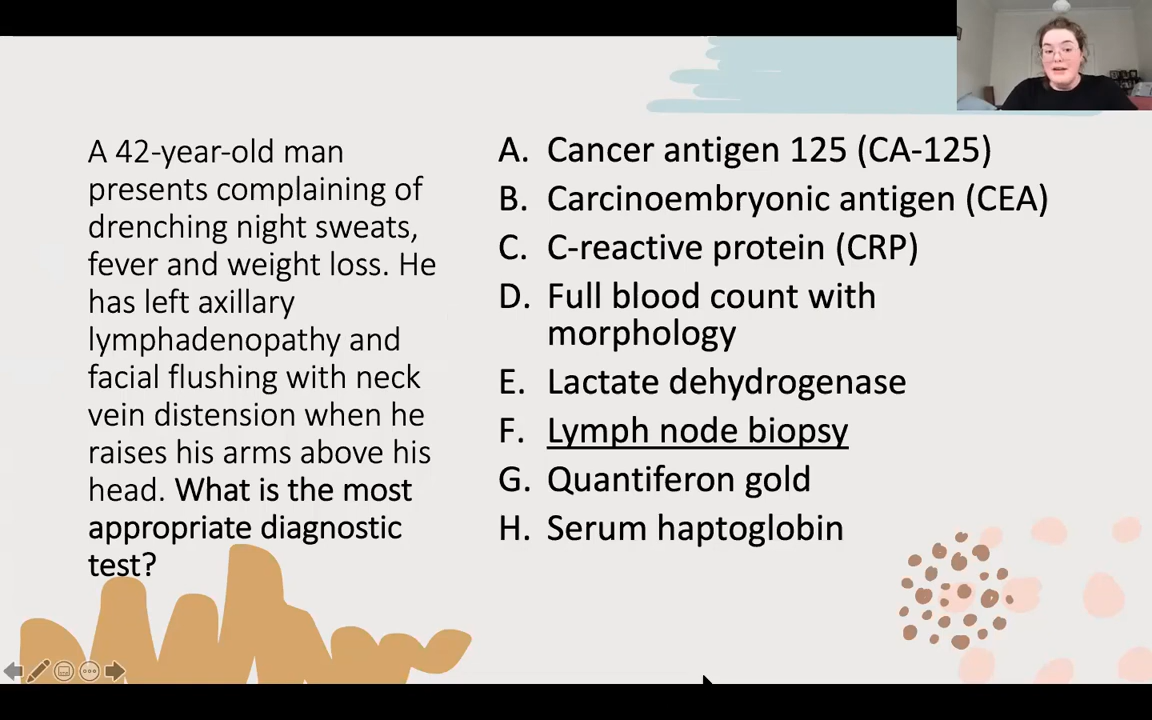 A 42-year-old man
presents complaining of
drenching night sweats,
fever and weight loss. He
has left axillary
lymphadenopathy and
facial flushing with neck
vein distension when he
raises his arms above his
head. What is the most
appropriate diagnostic
test?
A. Cancer antigen 125 (CA-125)
B. Carcinoembryonic antigen (CEA)
C. C-reactive protein (CRP)
D. Full blood count with
morphology
E. Lactate dehydrogenase
F. Lymph node biopsy
G. Quantiferon gold
H. Serum haptoglobin